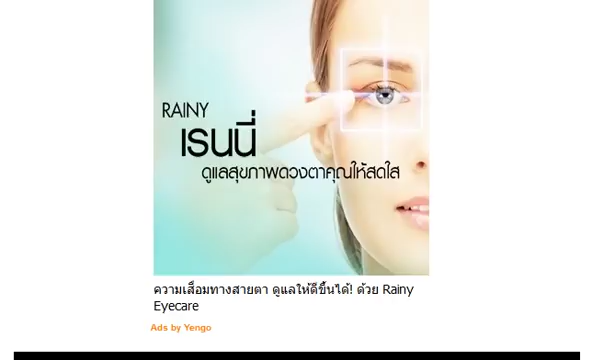 RAINY
เรนนี่
ดูแลสุขภาพดวงตาคุณให้สดใส
ความเสื่อมทางสายตา ดูแลให้ดีขึ้นได้! ด้วย Rainy
Eyecare
Ads by Yengo